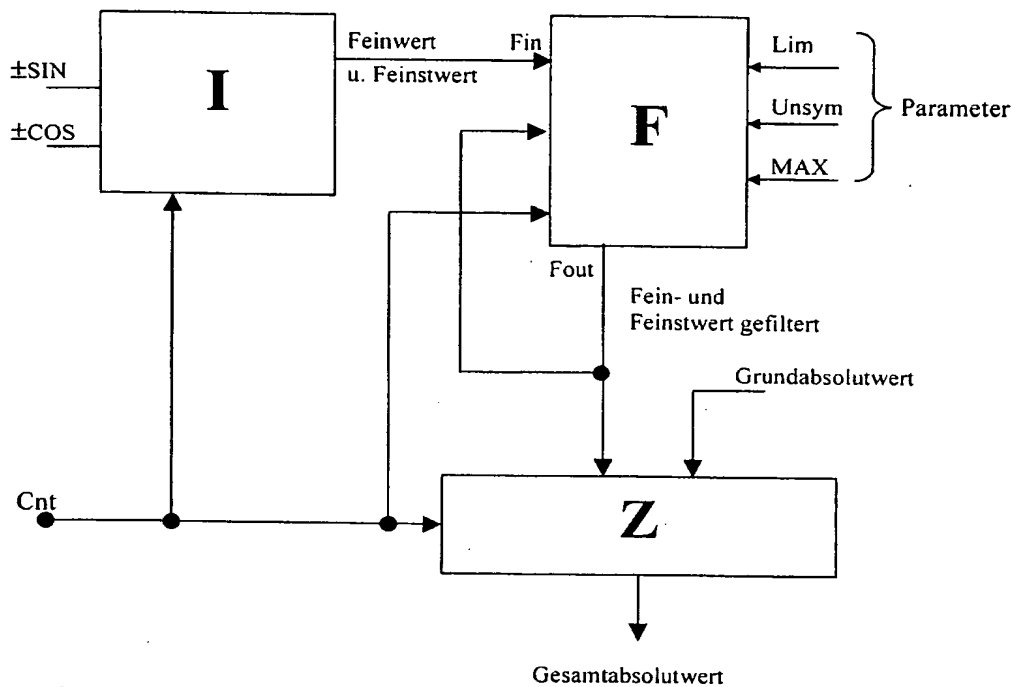 ±SIN
±COS
I
Feinwert
u. Feinstwert
Fin
F
Lim
Unsym
MAX
Parameter
Fout
Fein- und
Feinstwert gefiltert
Grundabsolutwert
Cnt
Z
Gesamtabsolutwert